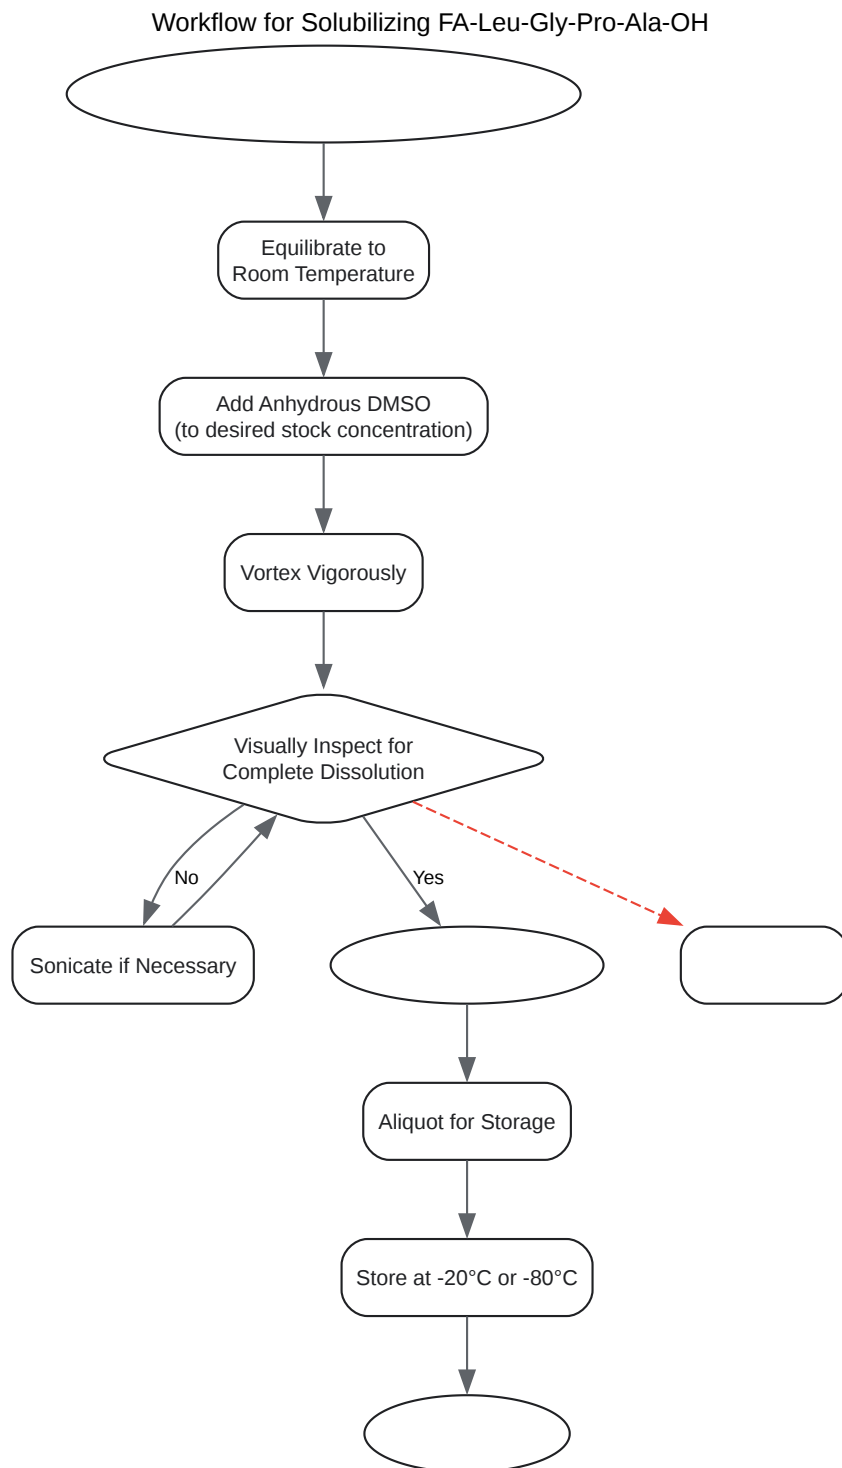 Workflow for Solubilizing FA-Leu-Gly-Pro-Ala-OH
Equilibrate to
Room Temperature
Add Anhydrous DMSO
(to desired stock concentration)
Vortex Vigorously
Visually Inspect for
Complete Dissolution
No
Yes
Sonicate if Necessary
Aliquot for Storage
Store at -20°C or -80°C